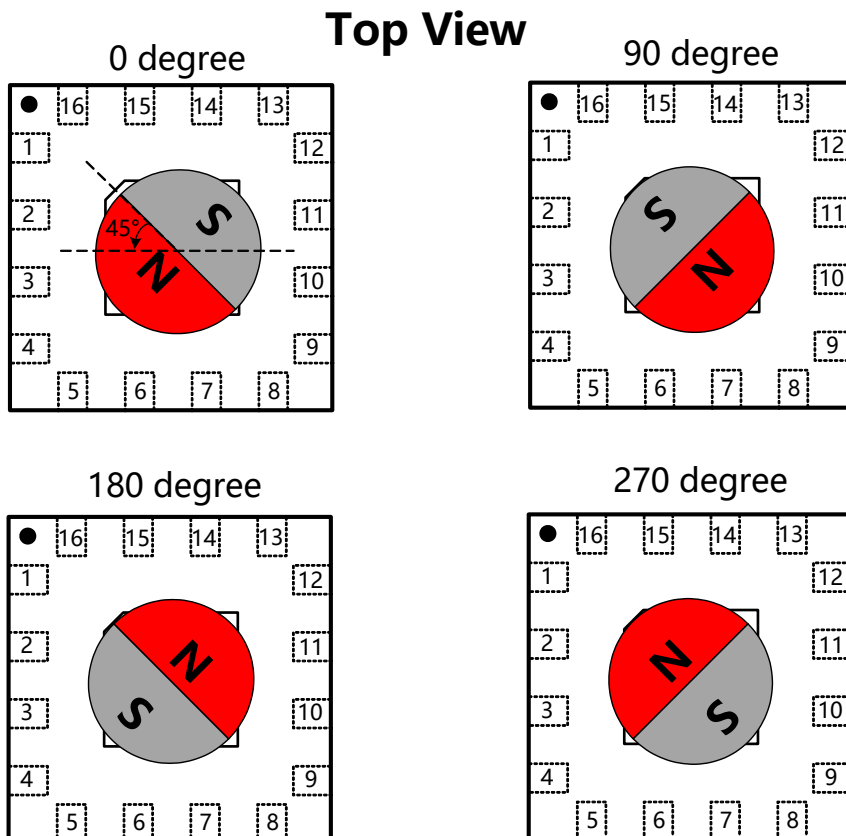 Top View
0 degree
16 15 14 13
1 12
2 11
3 10
4 9
5 6 7 8
S
45°
N
90 degree
16 15 14 13
1 12
2 11
3 10
4 9
5 6 7 8
S
N
180 degree
16 15 14 13
1 12
2 11
3 10
4 9
5 6 7 8
N
S
270 degree
16 15 14 13
1 12
2 11
3 10
4 9
5 6 7 8
N
S